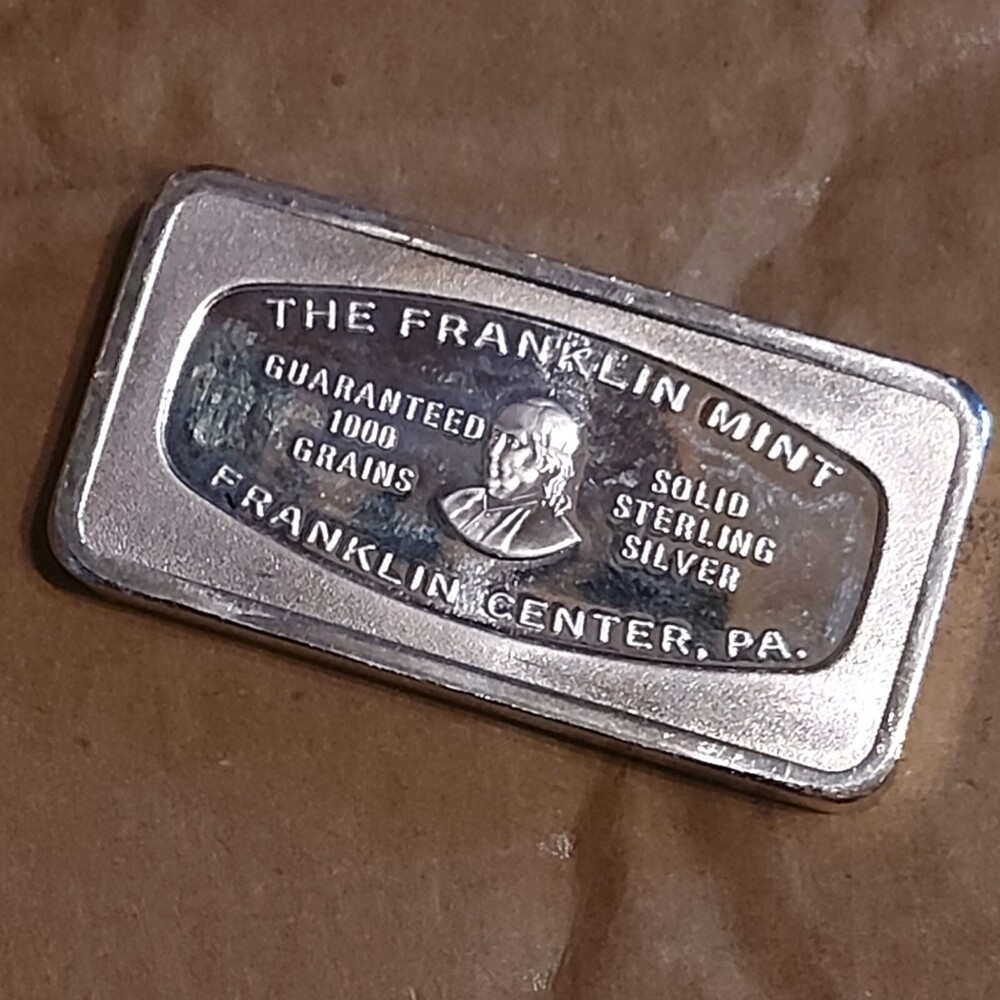 THE FRANKLIN MINT
GUARANTEED
1000
GRAINS
SOLID
STERLING
SILVER
FRANKLIN CENTER, PA.